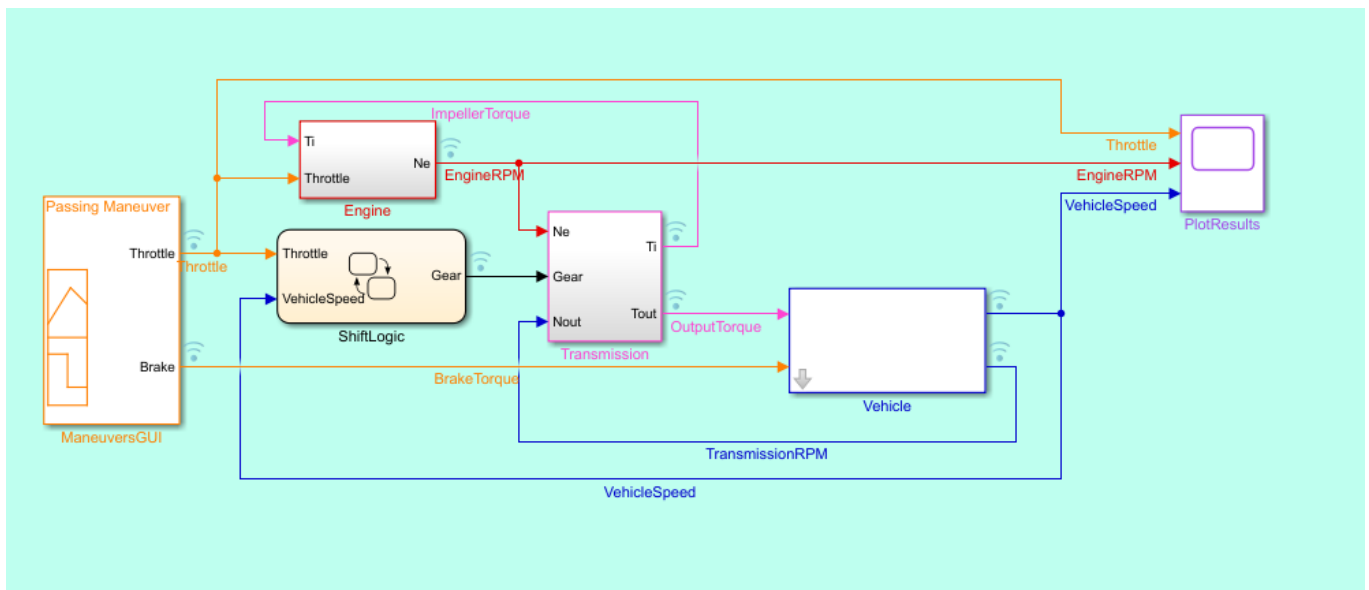 ImpellerTorque
Ti
Throttle
Ne
EngineRPM
Engine
Throttle
EngineRPM
VehicleSpeed
PlotResults
Passing Maneuver
Throttle
Brake
Throttle
ManeuversGUI
Throttle
VehicleSpeed
Gear
ShiftLogic
Ne
Gear
Nout
Ti
Tout
Transmission
OutputTorque
BrakeTorque
Vehicle
TransmissionRPM
VehicleSpeed